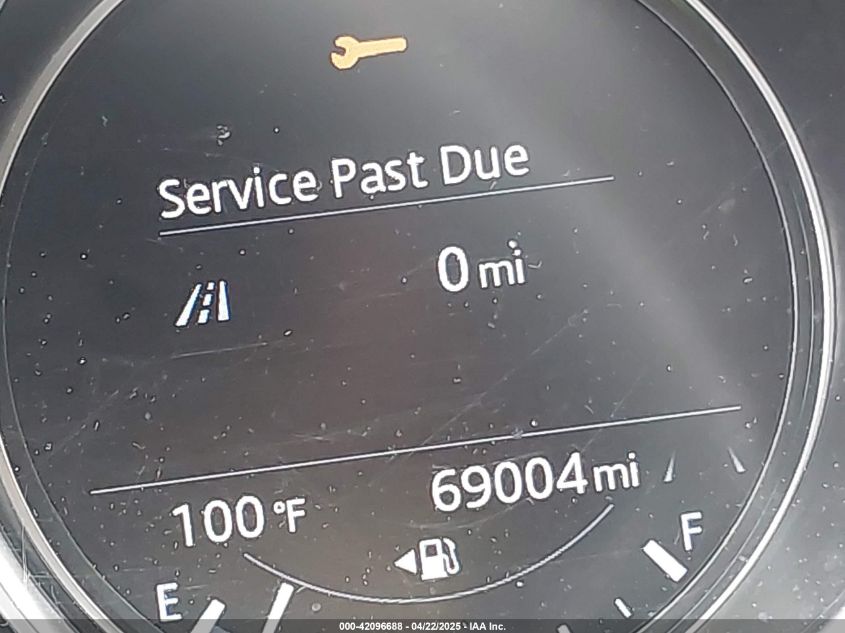 Service Past Due
0 mi
69004 mi
100 °F
E
F
000-42096688 - 04/22/2025 - IAA Inc.